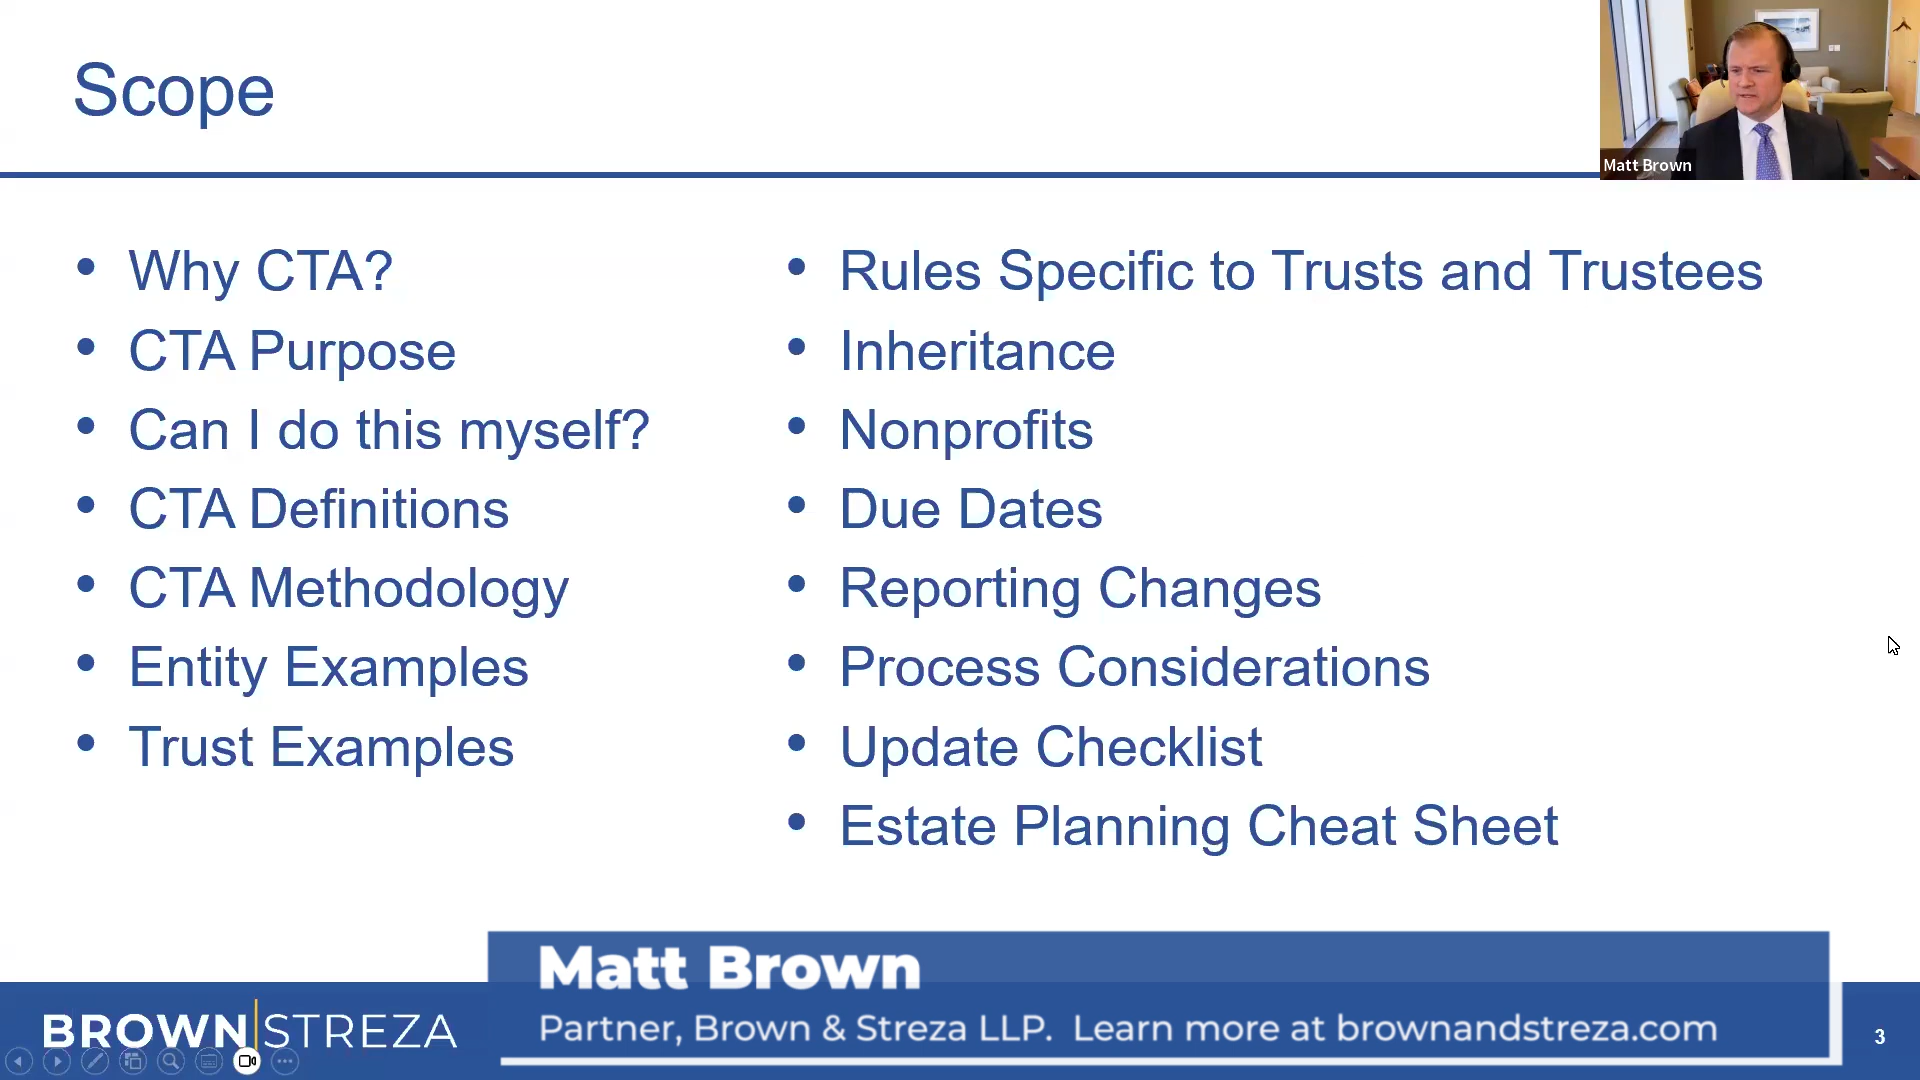 Scope
Matt Brown
• Why CTA?
• CTA Purpose
• Can I do this myself?
• CTA Definitions
• CTA Methodology
• Entity Examples
• Trust Examples
• Rules Specific to Trusts and Trustees
• Inheritance
• Nonprofits
• Due Dates
• Reporting Changes
• Process Considerations
• Update Checklist
• Estate Planning Cheat Sheet
Matt Brown
Partner, Brown & Streza LLP. Learn more at brownandstreza.com
BROWN|STREZA
3